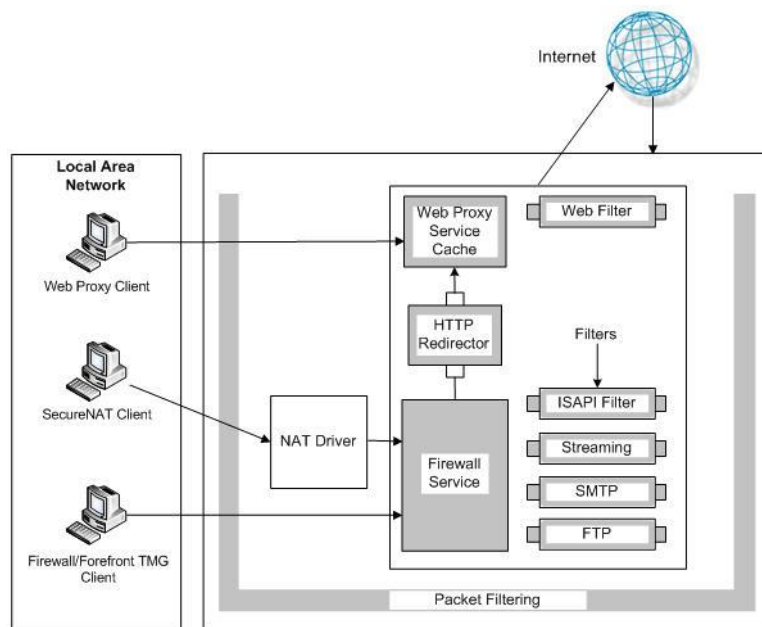 Internet
Local Area
Network
Web Proxy Client
SecureNAT Client
Firewall/Forefront TMG
Client
NAT Driver
Web Proxy
Service
Cache
HTTP
Redirector
Firewall
Service
Web Filter
Filters
ISAPI Filter
Streaming
SMTP
FTP
Packet Filtering